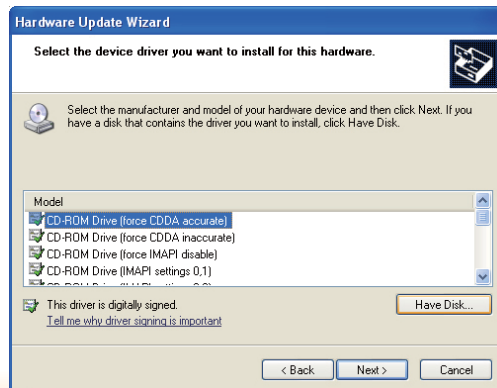 Hardware Update Wizard
Select the device driver you want to install for this hardware.
Select the manufacturer and model of your hardware device and then click Next. If you
have a disk that contains the driver you want to install, click Have Disk.
Model
CD-ROM Drive (force CDDA accurate)
CD-ROM Drive (force CDDA inaccurate)
CD-ROM Drive (force IMAPI disable)
CD-ROM Drive (IMAPI settings 0,1)
This driver is digitally signed.
Have Disk...
Tell me why driver signing is important
< Back
Next >
Cancel